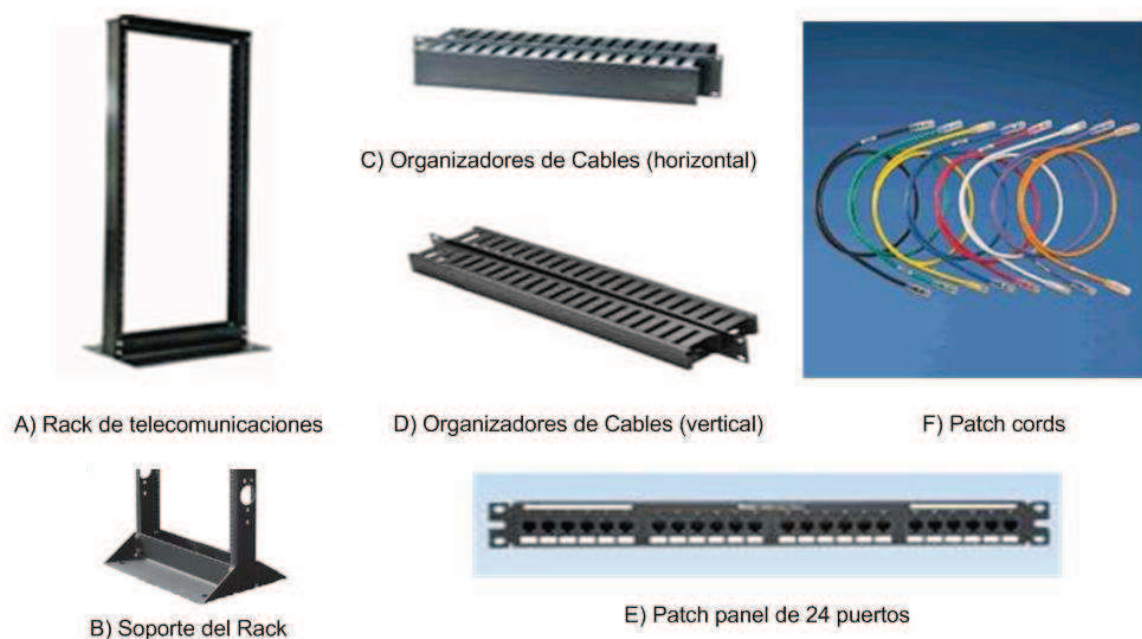 C) Organizadores de Cables (horizontal)
A) Rack de telecomunicaciones
D) Organizadores de Cables (vertical)
F) Patch cords
B) Soporte del Rack
E) Patch panel de 24 puertos